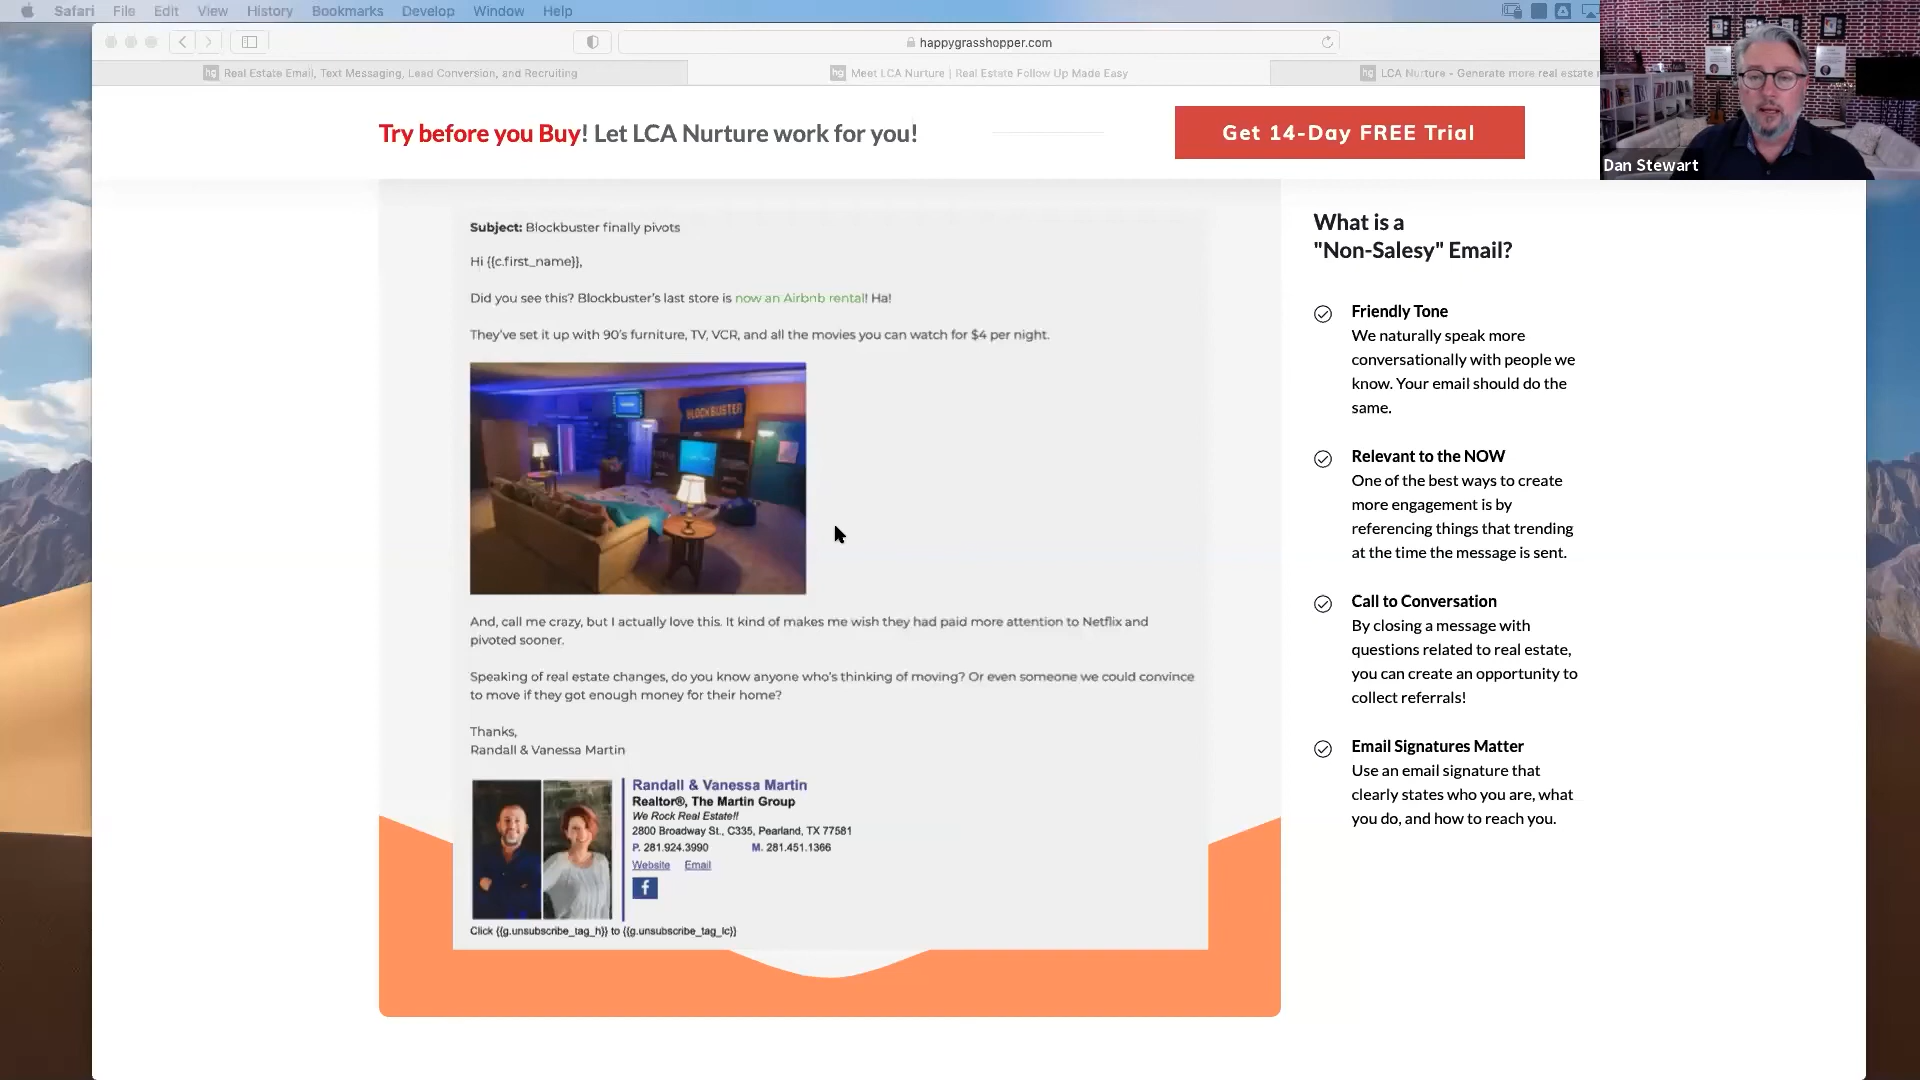 Safari File Edit View History Bookmarks Develop Window Help
happygrasshopper.com
hg Real Estate Email, Text Messaging, Lead Conversion, and Recruiting
hg Meet LCA Nurture | Real Estate Follow Up Made Easy
hg LCA Nurture - Generate more real estate
Try before you Buy! Let LCA Nurture work for you!
Get 14-Day FREE Trial
Dan Stewart
Subject: Blockbuster finally pivots
Hi {{c.first_name}},
Did you see this? Blockbuster's last store is now an Airbnb rental! Ha!
They've set it up with 90's furniture, TV, VCR, and all the movies you can watch for $4 per night.
BLOCKBUSTER
And, call me crazy, but I actually love this. It kind of makes me wish they had paid more attention to Netflix and
pivoted sooner.
Speaking of real estate changes, do you know anyone who's thinking of moving? Or even someone we could convince
to move if they got enough money for their home?
Thanks,
Randall & Vanessa Martin
Randall & Vanessa Martin
Realtor®, The Martin Group
We Rock Real Estate!!
2800 Broadway St., C335, Pearland, TX 77581
P. 281.924.3990 M. 281.451.1366
Website Email
f
Click {{g.unsubscribe_tag_h}} to {{g.unsubscribe_tag_lc}}
What is a
"Non-Salesy" Email?
Friendly Tone
We naturally speak more
conversationally with people we
know. Your email should do the
same.
Relevant to the NOW
One of the best ways to create
more engagement is by
referencing things that trending
at the time the message is sent.
Call to Conversation
By closing a message with
questions related to real estate,
you can create an opportunity to
collect referrals!
Email Signatures Matter
Use an email signature that
clearly states who you are, what
you do, and how to reach you.